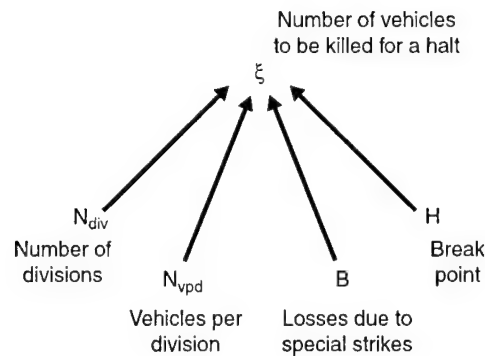 Number of vehicles
to be killed for a halt
ξ
N_div
Number of
divisions
N_vpd
Vehicles per
division
B
Losses due to
special strikes
H
Break
point